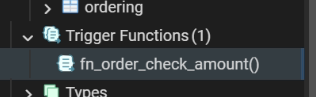 ordering
Trigger Functions (1)
fn_order_check_amount()
Types